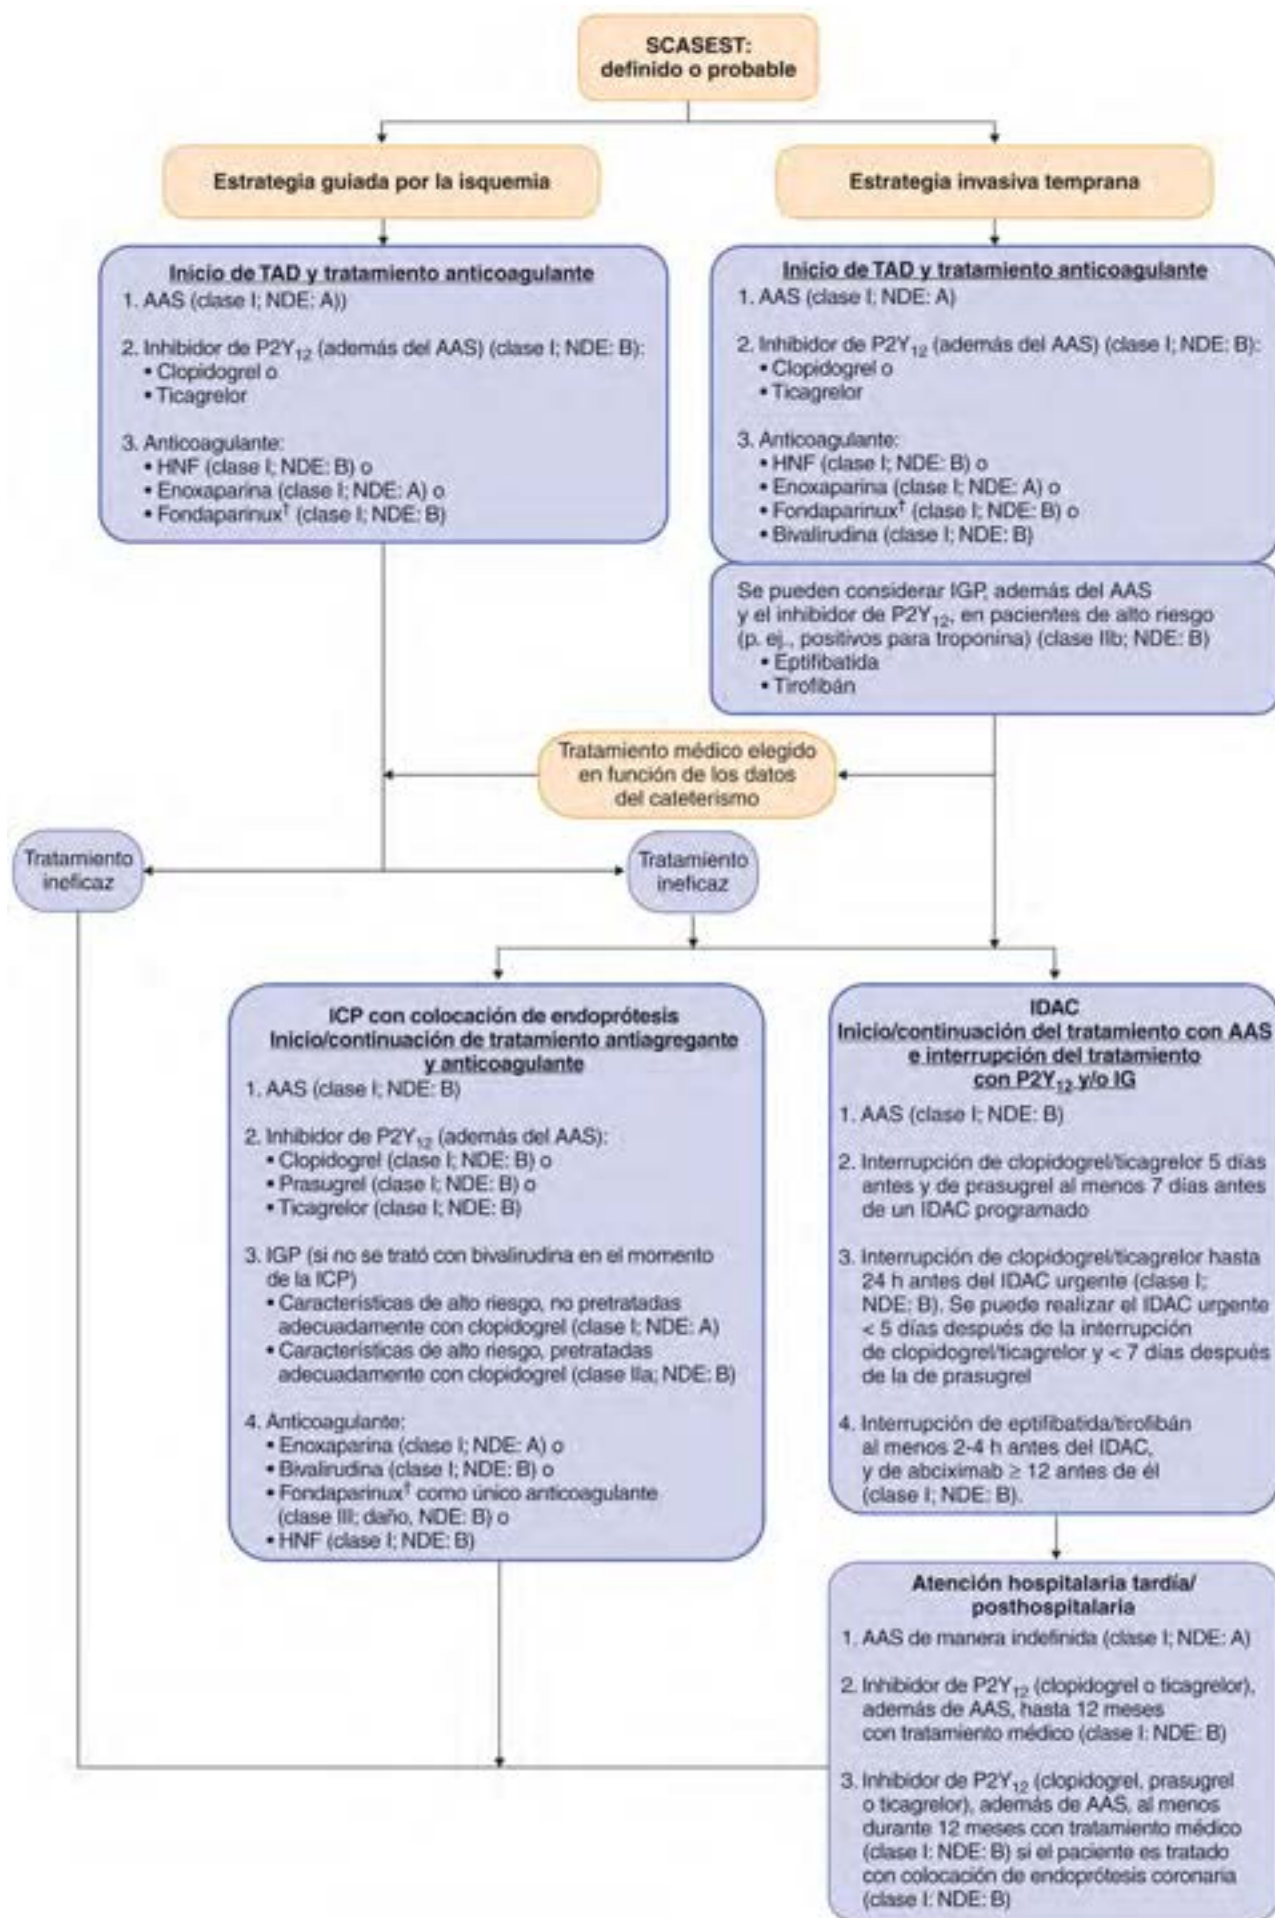 SCASEST:
definido o probable
Estrategia guiada por la isquemia
Estrategia invasiva temprana
Inicio de TAD y tratamiento anticoagulante
1. AAS (clase I; NDE: A))
2. Inhibidor de P2Y₁₂ (además del AAS) (clase I; NDE: B):
• Clopidogrel o
• Ticagrelor
3. Anticoagulante:
• HNF (clase I; NDE: B) o
• Enoxaparina (clase I; NDE: A) o
• Fondaparinux† (clase I; NDE: B)
Inicio de TAD y tratamiento anticoagulante
1. AAS (clase I; NDE: A)
2. Inhibidor de P2Y₁₂ (además del AAS) (clase I; NDE: B):
• Clopidogrel o
• Ticagrelor
3. Anticoagulante:
• HNF (clase I; NDE: B) o
• Enoxaparina (clase I; NDE: A) o
• Fondaparinux† (clase I; NDE: B) o
• Bivalirudina (clase I; NDE: B)
Se pueden considerar IGP, además del AAS
y el inhibidor de P2Y₁₂, en pacientes de alto riesgo
(p. ej., positivos para troponina) (clase IIb; NDE: B)
• Eptifibatida
• Tirofibán
Tratamiento médico elegido
en función de los datos
del cateterismo
Tratamiento
ineficaz
Tratamiento
ineficaz
ICP con colocación de endoprótesis
Inicio/continuación de tratamiento antiagregante
y anticoagulante
1. AAS (clase I; NDE: B)
2. Inhibidor de P2Y₁₂ (además del AAS):
• Clopidogrel (clase I; NDE: B) o
• Prasugrel (clase I; NDE: B) o
• Ticagrelor (clase I; NDE: B)
3. IGP (si no se trató con bivalirudina en el momento
de la ICP)
• Características de alto riesgo, no pretratadas
adecuadamente con clopidogrel (clase I; NDE: A)
• Características de alto riesgo, pretratadas
adecuadamente con clopidogrel (clase IIa; NDE: B)
4. Anticoagulante:
• Enoxaparina (clase I; NDE: A) o
• Bivalirudina (clase I; NDE: B) o
• Fondaparinux† como único anticoagulante
(clase III; daño, NDE: B) o
• HNF (clase I; NDE: B)
IDAC
Inicio/continuación del tratamiento con AAS
e interrupción del tratamiento
con P2Y₁₂ y/o IG
1. AAS (clase I; NDE: B)
2. Interrupción de clopidogrel/ticagrelor 5 días
antes y de prasugrel al menos 7 días antes
de un IDAC programado
3. Interrupción de clopidogrel/ticagrelor hasta
24 h antes del IDAC urgente (clase I;
NDE: B). Se puede realizar el IDAC urgente
< 5 días después de la interrupción
de clopidogrel/ticagrelor y < 7 días después
de la de prasugrel
4. Interrupción de eptifibatida/tirofibán
al menos 2-4 h antes del IDAC,
y de abciximab ≥ 12 antes de él
(clase I; NDE: B).
Atención hospitalaria tardía/
posthospitalaria
1. AAS de manera indefinida (clase I; NDE: A)
2. Inhibidor de P2Y₁₂ (clopidogrel o ticagrelor),
además de AAS, hasta 12 meses
con tratamiento médico (clase I: NDE: B)
3. Inhibidor de P2Y₁₂ (clopidogrel, prasugrel
o ticagrelor), además de AAS, al menos
durante 12 meses con tratamiento médico
(clase I: NDE: B) si el paciente es tratado
con colocación de endoprótesis coronaria
(clase I: NDE: B)